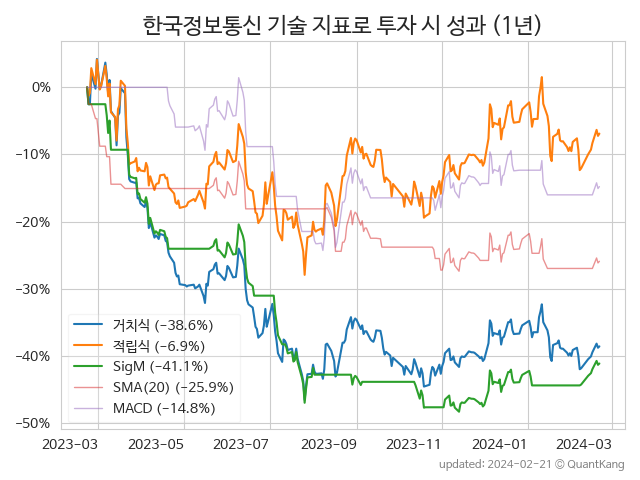 한국정보통신 기술 지표로 투자 시 성과 (1년)
0%
−10%
−20%
−30%
−40%
−50%
거치식 (−38.6%)
적립식 (−6.9%)
SigM (−41.1%)
SMA(20) (−25.9%)
MACD (−14.8%)
2023-03 2023-05 2023-07 2023-09 2023-11 2024-01 2024-03
updated: 2024-02-21 © QuantKang